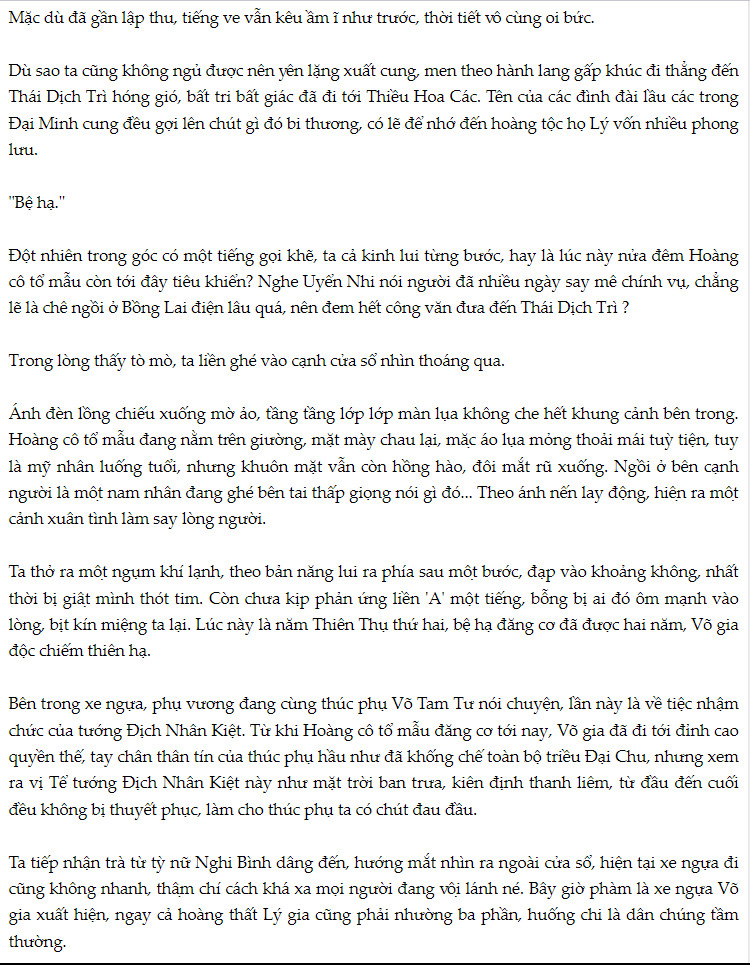 Mặc dù đã gần lập thu, tiếng ve vẫn kêu ầm ĩ như trước, thời tiết vô cùng oi bức.
Dù sao ta cũng không ngủ được nên yên lặng xuất cung, men theo hành lang gấp khúc đi thẳng đến
Thái Dịch Trì hóng gió, bất tri bất giác đã đi tới Thiều Hoa Các. Tên của các đình đài lầu các trong
Đại Minh cung đều gợi lên chút gì đó bi thương, có lẽ để nhớ đến hoàng tộc họ Lý vốn nhiều phong
lưu.
"Bệ hạ."
Đột nhiên trong góc có một tiếng gọi khẽ, ta cả kinh lui từng bước, hay là lúc này nửa đêm Hoàng
cô tổ mẫu còn tới đây tiêu khiển? Nghe Uyển Nhi nói người đã nhiều ngày say mê chính vụ, chẳng
lẽ là chê ngồi ở Bồng Lai điện lâu quá, nên đem hết công văn đưa đến Thái Dịch Trì ?
Trong lòng thấy tò mò, ta liền ghé vào cạnh cửa sổ nhìn thoáng qua.
Ánh đèn lồng chiếu xuống mờ ảo, tầng tầng lớp lớp màn lụa không che hết khung cảnh bên trong.
Hoàng cô tổ mẫu đang nằm trên giường, mặt mày chau lại, mặc áo lụa mỏng thoải mái tuỳ tiện, tuy
là mỹ nhân luống tuổi, nhưng khuôn mặt vẫn còn hồng hào, đôi mắt rũ xuống. Ngồi ở bên cạnh
người là một nam nhân đang ghé bên tai thấp giọng nói gì đó... Theo ánh nến lay động, hiện ra một
cảnh xuân tình làm say lòng người.
Ta thở ra một ngụm khí lạnh, theo bản năng lui ra phía sau một bước, đạp vào khoảng không, nhất
thời bị giật mình thót tim. Còn chưa kịp phản ứng liền 'A' một tiếng, bỗng bị ai đó ôm mạnh vào
lòng, bịt kín miệng ta lại. Lúc này là năm Thiên Thụ thứ hai, bệ hạ đăng cơ đã được hai năm, Võ gia
độc chiếm thiên hạ.
Bên trong xe ngựa, phụ vương đang cùng thúc phụ Võ Tam Tư nói chuyện, lần này là về tiệc nhậm
chức của tướng Địch Nhân Kiệt. Từ khi Hoàng cô tổ mẫu đăng cơ tới nay, Võ gia đã đi tới đỉnh cao
quyền thế, tay chân thân tín của thúc phụ hầu như đã khống chế toàn bộ triều Đại Chu, nhưng xem
ra vị Tể tướng Địch Nhân Kiệt này như mặt trời ban trưa, kiên định thanh liêm, từ đầu đến cuối
đều không bị thuyết phục, làm cho thúc phụ ta có chút đau đầu.
Ta tiếp nhận trà từ tỳ nữ Nghi Bình dâng đến, hướng mắt nhìn ra ngoài cửa sổ, hiện tại xe ngựa đi
cũng không nhanh, thậm chí cách khá xa mọi người đang vội lánh né. Bây giờ phàm là xe ngựa Võ
gia xuất hiện, ngay cả hoàng thất Lý gia cũng phải nhường ba phần, huống chi là dân chúng tầm
thường.